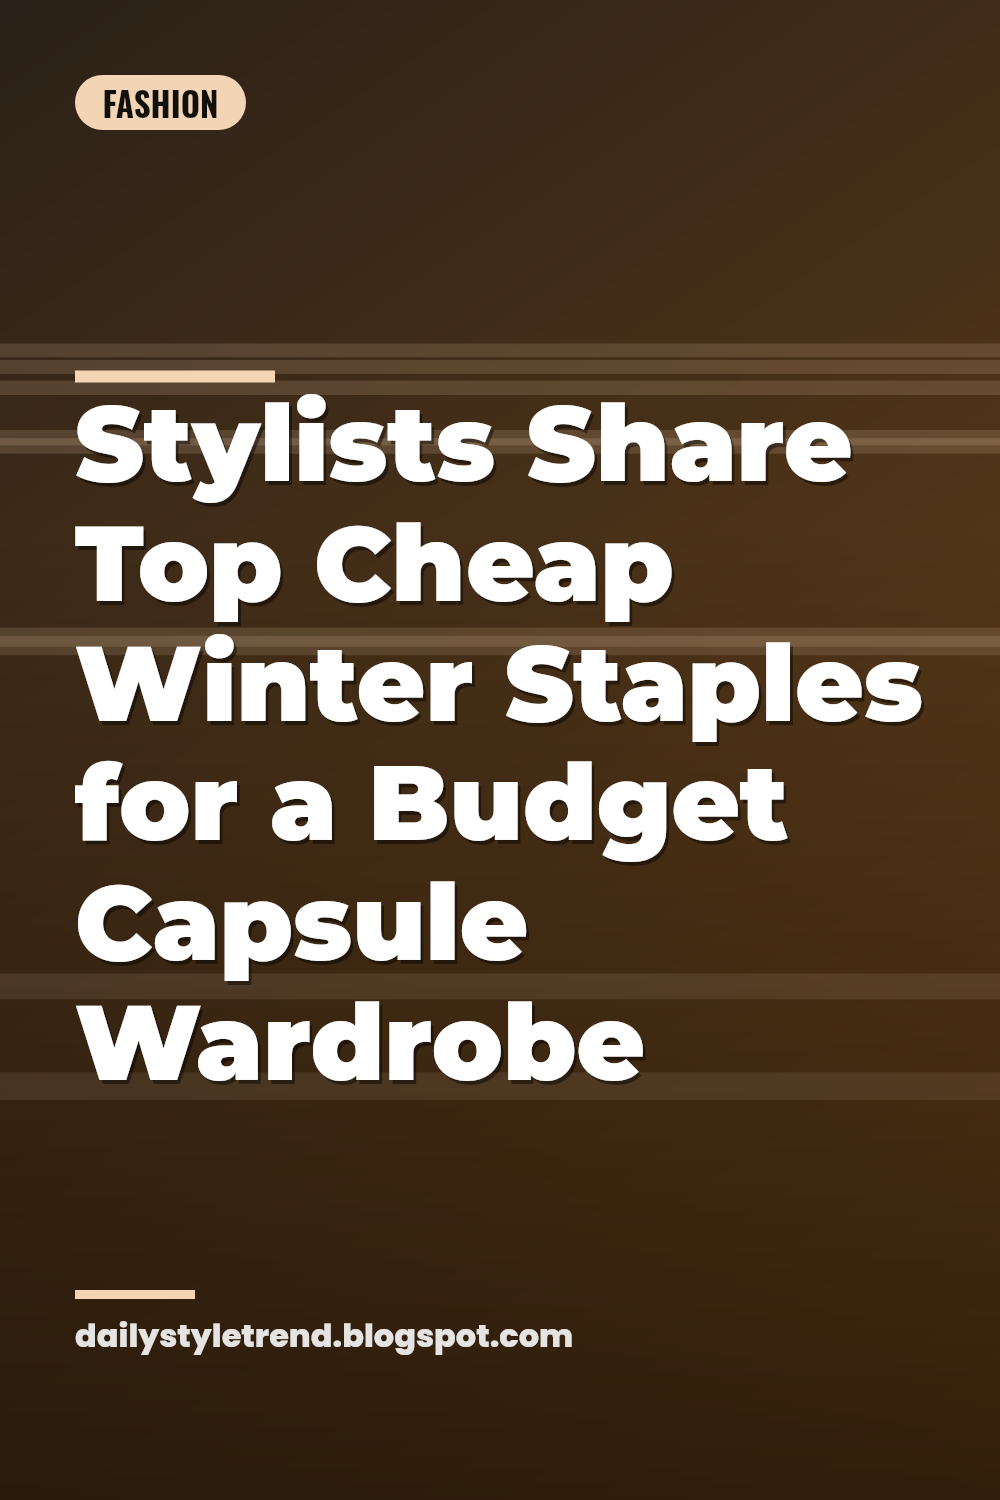 FASHION
Stylists Share
Top Cheap
Winter Staples
for a Budget
Capsule
Wardrobe
dailystyletrend.blogspot.com